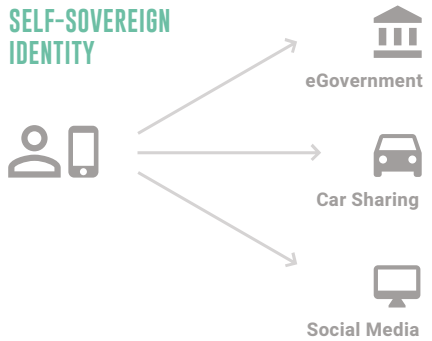 SELF-SOVEREIGN
IDENTITY
eGovernment
Car Sharing
Social Media